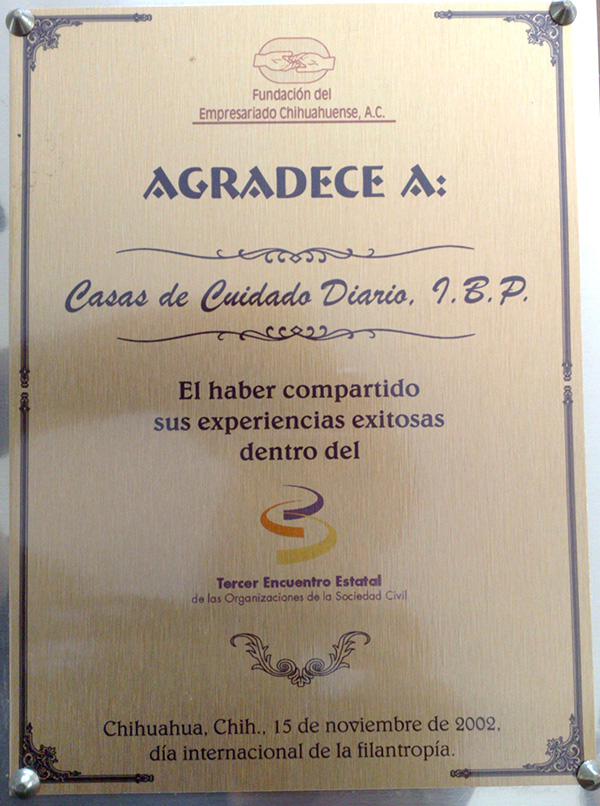 Fundación del
Empresariado Chihuahuense, A.C.
AGRADECE A:
Casas de Cuidado Diario, I.B.P.
El haber compartido
sus experiencias exitosas
dentro del
Tercer Encuentro Estatal
de las Organizaciones de la Sociedad Civil
Chihuahua, Chih., 15 de noviembre de 2002,
día internacional de la filantropía.